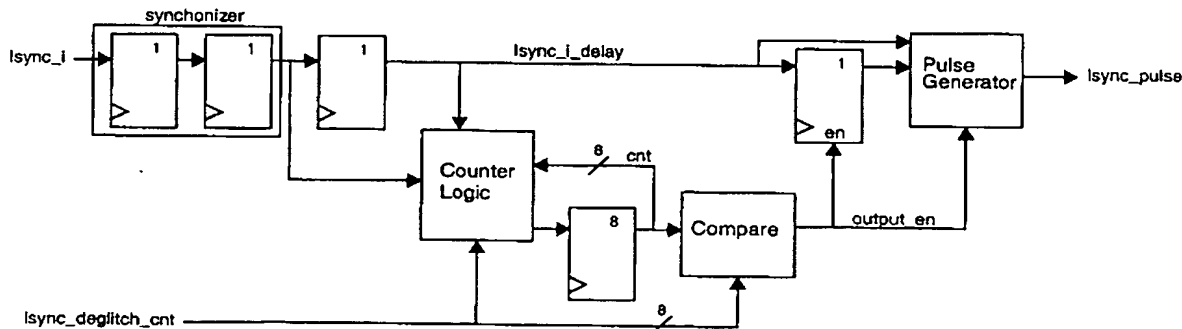 synchonizer
lsync_i
1
1
1
lsync_i_delay
1
en
Pulse
Generator
lsync_pulse
Counter
Logic
8
cnt
8
Compare
output_en
lsync_deglitch_cnt
8